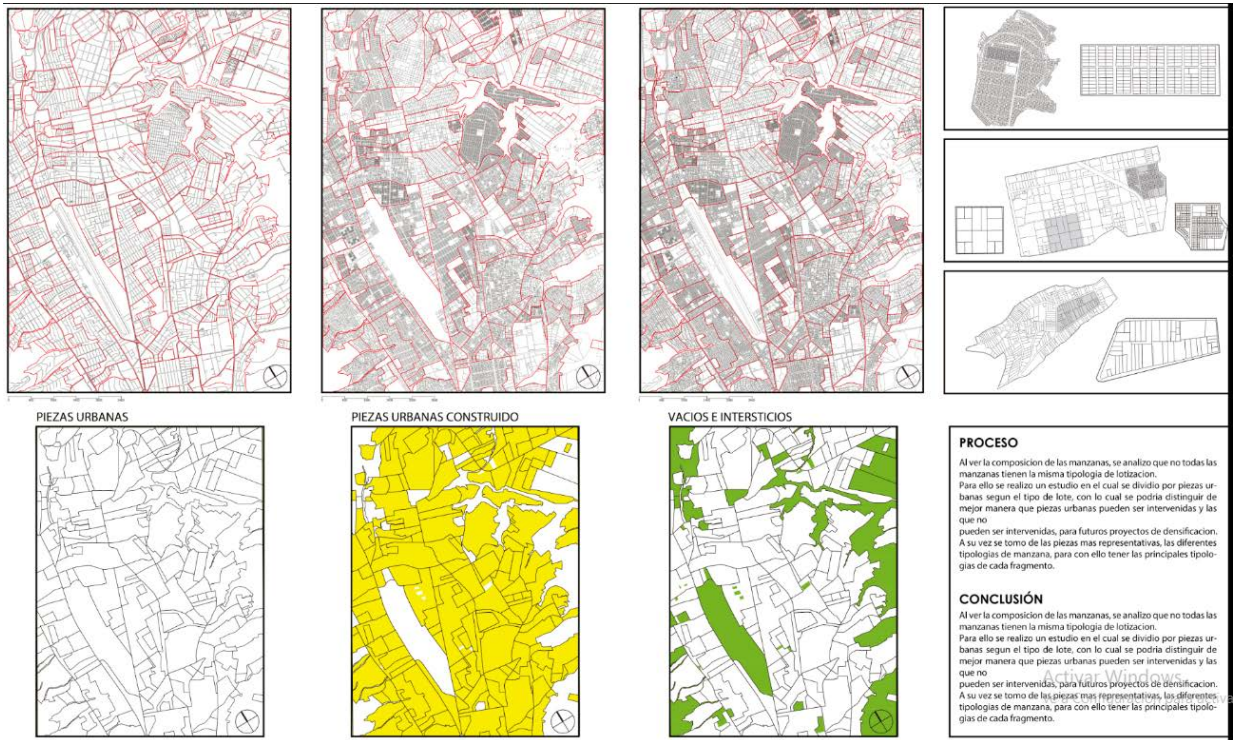 PIEZAS URBANAS
PIEZAS URBANAS CONSTRUIDO
VACIOS E INTERSTICIOS
PROCESO
Al ver la composicion de las manzanas, se analizo que no todas las
manzanas tienen la misma tipologia de lotizacion.
Para ello se realizo un estudio en el cual se dividio por piezas ur-
banas segun el tipo de lote, con lo cual se podria distinguir de
mejor manera que piezas urbanas pueden ser intervenidas y las
que no
pueden ser intervenidas, para futuros proyectos de densificacion.
A su vez se tomo de las piezas mas representativas, las diferentes
tipologias de manzana, para con ello tener las principales tipolo-
gias de cada fragmento.
CONCLUSIÓN
Al ver la composicion de las manzanas, se analizo que no todas las
manzanas tienen la misma tipologia de lotizacion.
Para ello se realizo un estudio en el cual se dividio por piezas ur-
banas segun el tipo de lote, con lo cual se podria distinguir de
mejor manera que piezas urbanas pueden ser intervenidas y las
que no
pueden ser intervenidas, para futuros proyectos de densificacion.
A su vez se tomo de las piezas mas representativas, las diferentes
tipologias de manzana, para con ello tener las principales tipolo-
gias de cada fragmento.
Activar Windows